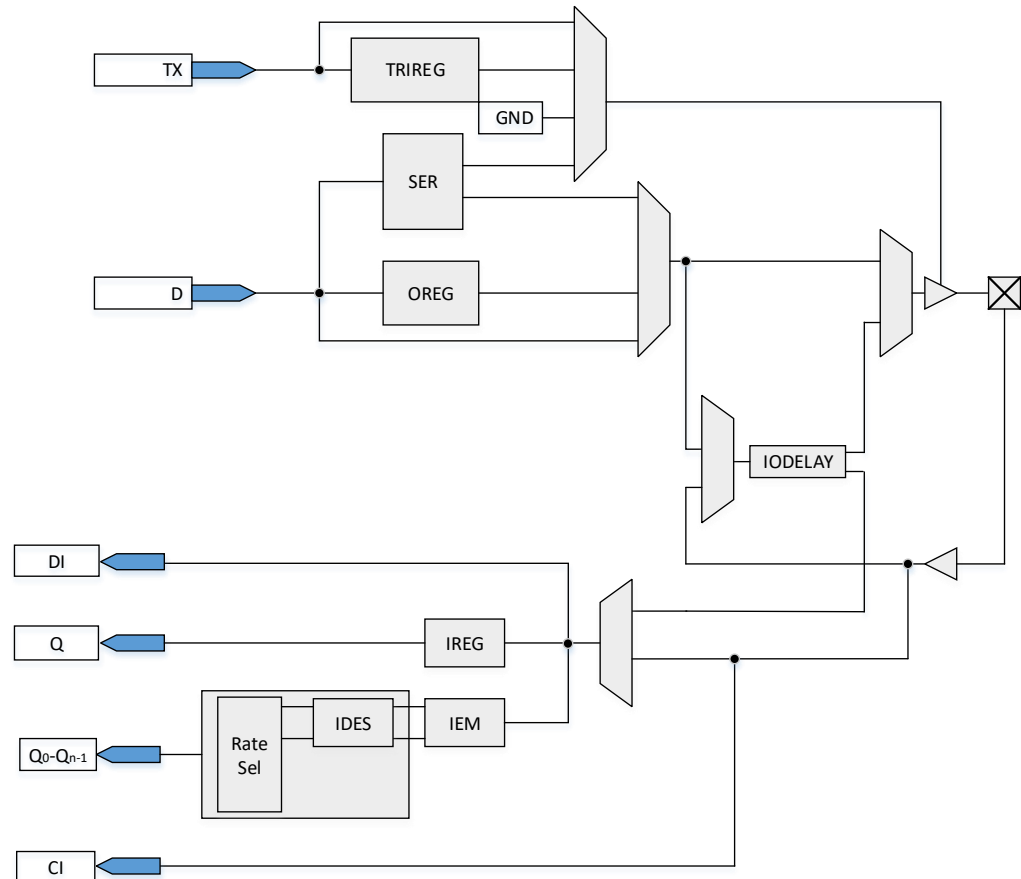 TX
TRIREG
GND
SER
D
OREG
IODELAY
DI
Q
IREG
Q0-Qn-1
Rate
Sel
IDES
IEM
CI